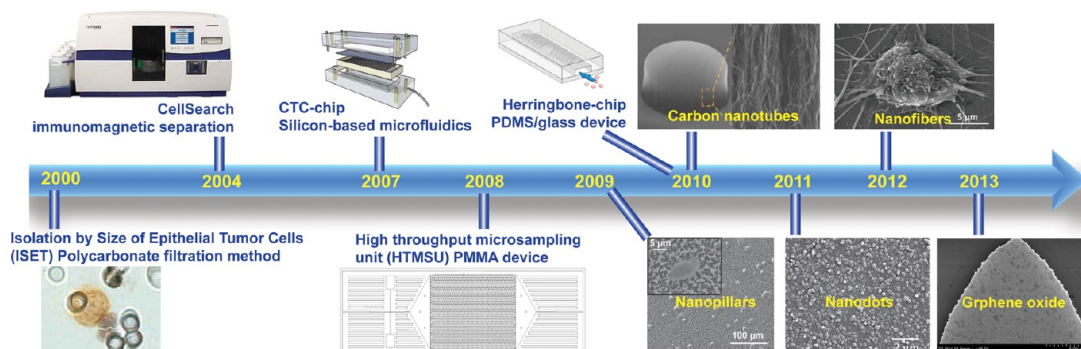 CellSearch
immunomagnetic separation
CTC-chip
Silicon-based microfluidics
Herringbone-chip
PDMS/glass device
Carbon nanotubes
Nanofibers
5 µm
2000
2004
2007
2008
2009
2010
2011
2012
2013
Isolation by Size of Epithelial Tumor Cells
(ISET) Polycarbonate filtration method
High throughput microsampling
unit (HTMSU) PMMA device
5 µm
Nanopillars
100 µm
Nanodots
2 µm
Grphene oxide